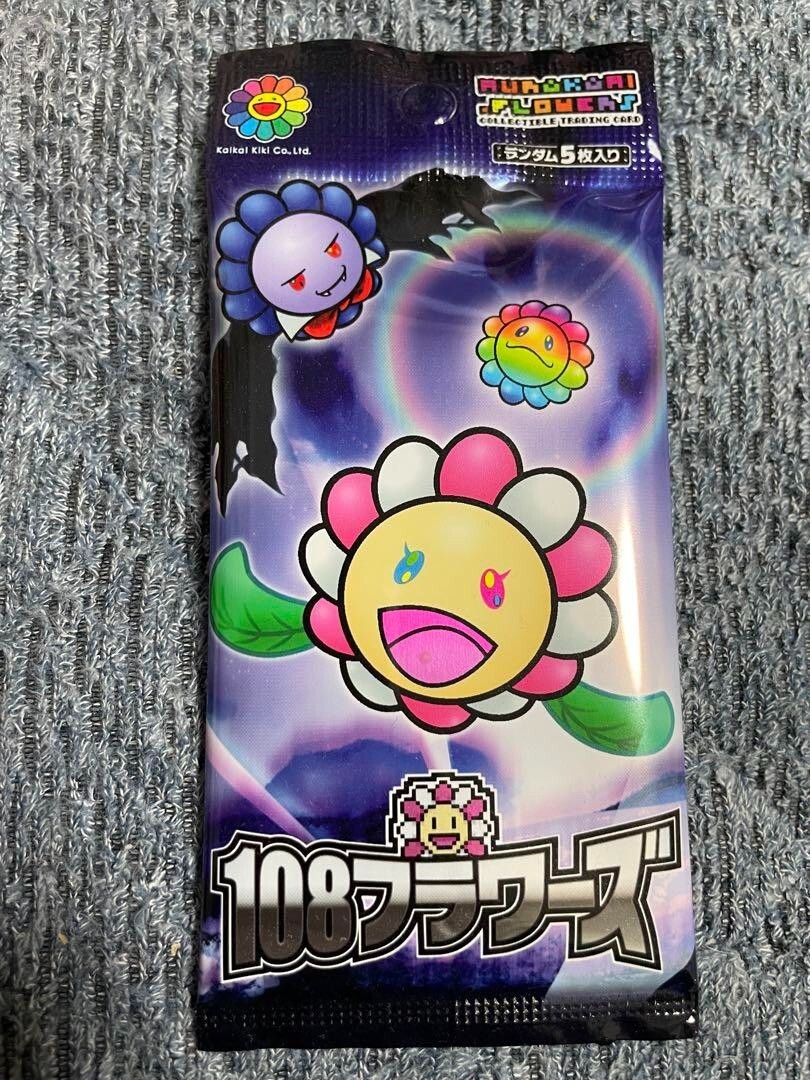 Kaikai Kiki Co., Ltd.
MURAKAMI
.FLOWERS
COLLECTIBLE TRADING CARD
ランダム5枚入り
108フラワーズ